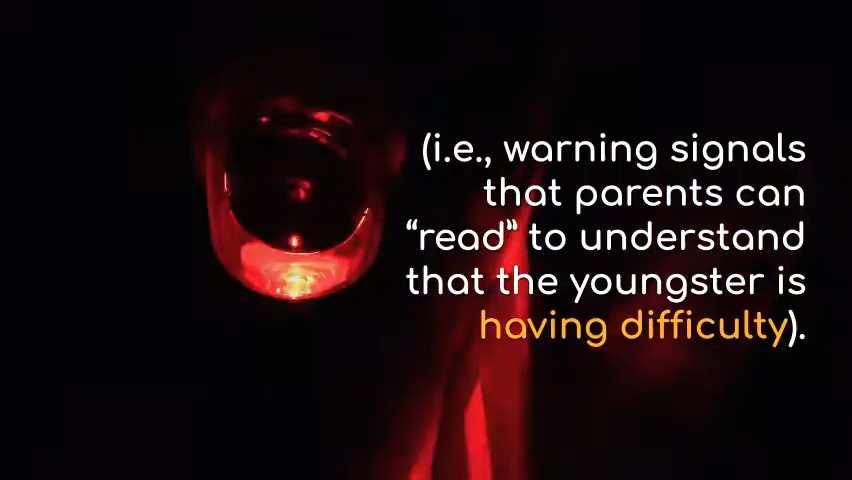 (i.e., warning signals
that parents can
“read” to understand
that the youngster is
having difficulty).